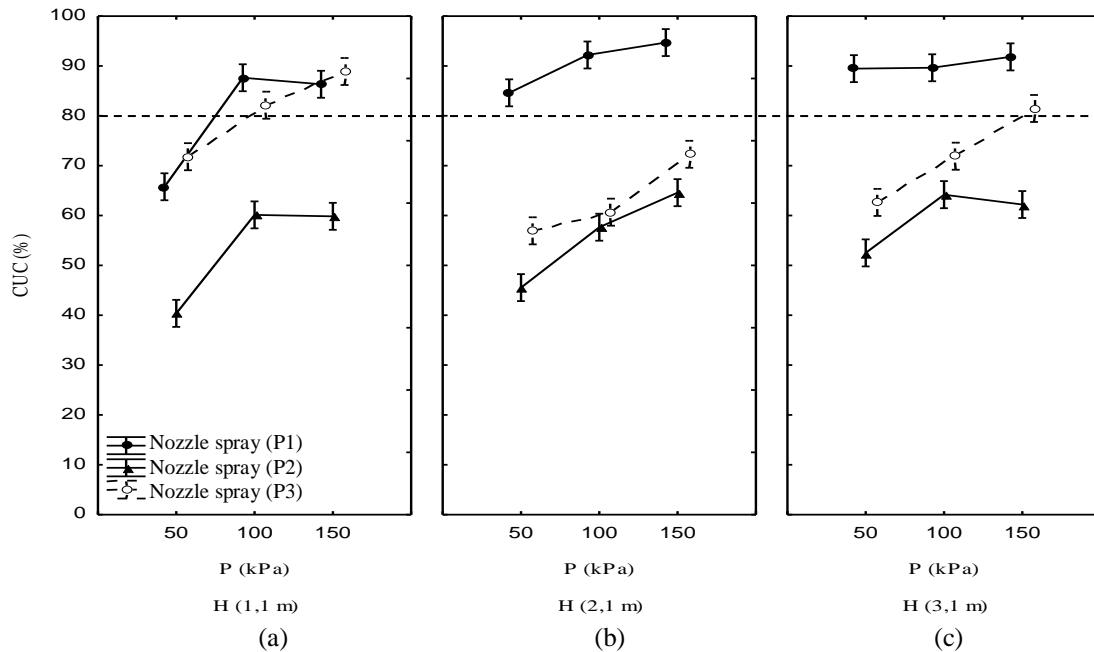 100
90
80
70
60
50
40
30
20
10
0
CUC (%)
Nozzle spray (P1)
Nozzle spray (P2)
Nozzle spray (P3)
50 100 150 50 100 150 50 100 150
P (kPa) P (kPa) P (kPa)
H (1,1 m) H (2,1 m) H (3,1 m)
(a) (b) (c)